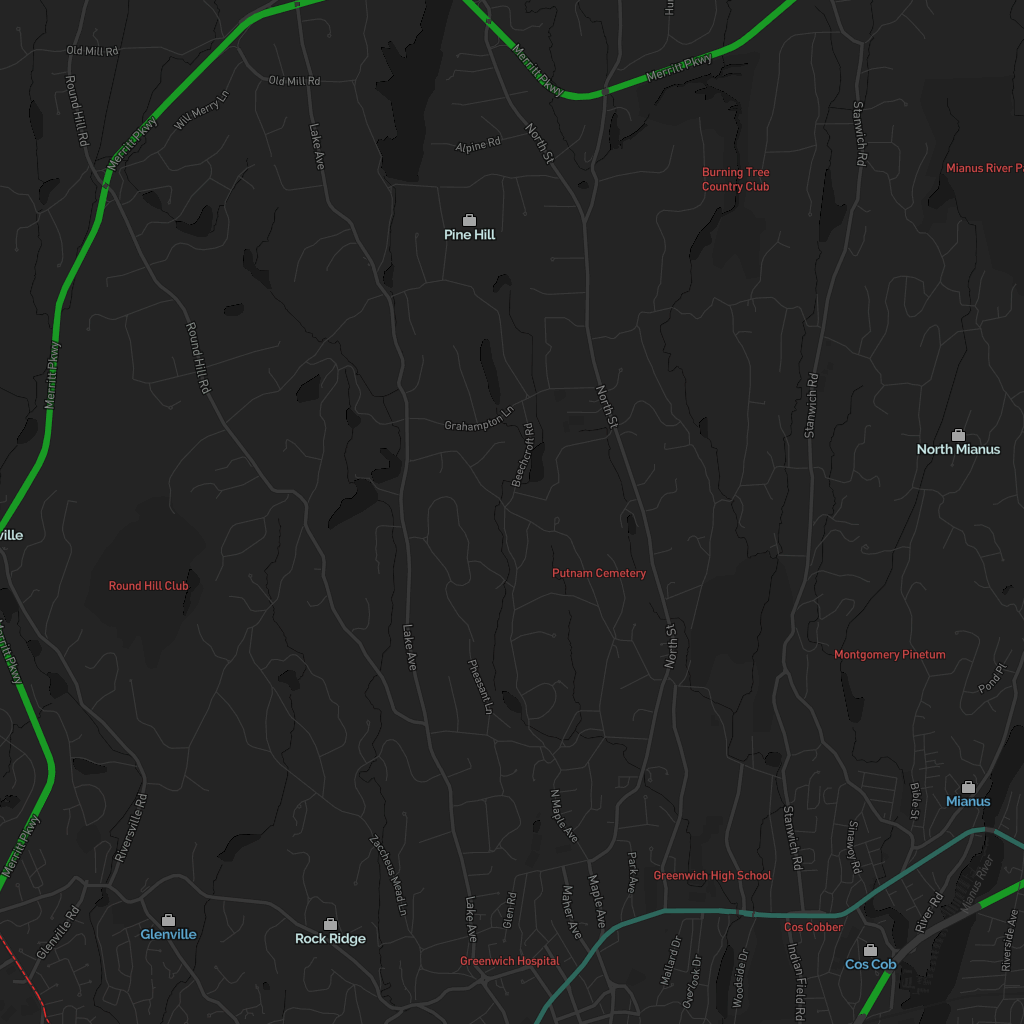 Old Mill Rd
Merritt Pkwy
Merritt Pkwy
Old Mill Rd
Round Hill Rd
Wil Merry Ln
Merritt Pkwy
Lake Ave
Alpine Rd
North St
Stanwich Rd
Burning Tree
Country Club
Mianus River Pa
Pine Hill
Round Hill Rd
Merritt Pkwy
Stanwich Rd
North St
Grahampton Ln
Beechcroft Rd
North Mianus
ville
Round Hill Club
Putnam Cemetery
Merritt Pkwy
Lake Ave
North St
Montgomery Pinetum
Pheasant Ln
Pond Pl
Mianus
Bible St
Riversville Rd
N Maple Ave
Stanwich Rd
Sinawoy Rd
Merritt Pkwy
Zaccheus Mead Ln
Park Ave
Greenwich High School
Mianus River
Glen Rd
Maher Ave
Maple Ave
Lake Ave
River Rd
Glenville Rd
Glenville
Rock Ridge
Cos Cobber
Riverside Ave
Greenwich Hospital
Mallard Dr
Overlook Dr
Woodside Dr
Indian Field Rd
Cos Cob